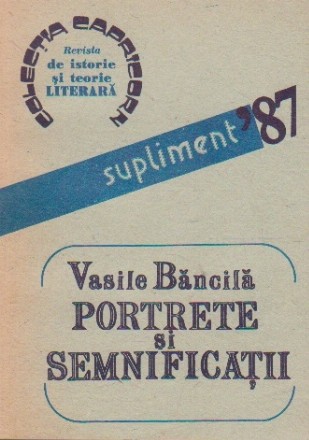 COLECȚIA CAPRICORN
Revista
de istorie
și teorie
LITERARĂ
supliment '87
Vasile Băncilă
PORTRETE
și
SEMNIFICAȚII